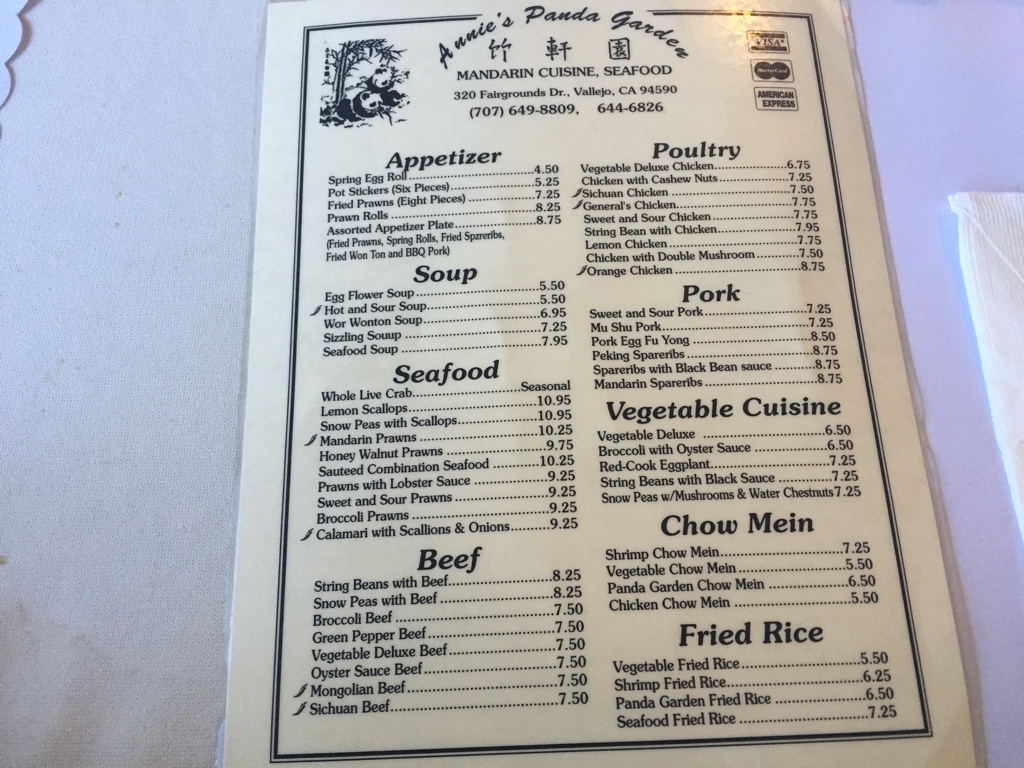 Annie's Panda Garden
竹 軒 園
MANDARIN CUISINE, SEAFOOD
320 Fairgrounds Dr., Vallejo, CA 94590
(707) 649-8809, 644-6826
VISA
MasterCard
AMERICAN EXPRESS
Appetizer
Spring Egg Roll 4.50
Pot Stickers (Six Pieces) 5.25
Fried Prawns (Eight Pieces) 7.25
Prawn Rolls 8.25
Assorted Appetizer Plate 8.75
(Fried Prawns, Spring Rolls, Fried Spzreribs,
Fried Won Ton and BBQ Pork)
Soup
Egg Flower Soup 5.50
Hot and Sour Soup 5.50
Wor Wonton Soup 6.95
Sizzling Souup 7.25
Seafood Soup 7.95
Seafood
Whole Live Crab Seasonal
Lemon Scallops 10.95
Snow Peas with Scallops 10.95
Mandarin Prawns 10.25
Honey Walnut Prawns 9.75
Sauteed Combination Seafood 10.25
Prawns with Lobster Sauce 9.25
Sweet and Sour Prawns 9.25
Broccoli Prawns 9.25
Calamari with Scallions & Onions 9.25
Beef
String Beans with Beef 8.25
Snow Peas with Beef 8.25
Broccoli Beef 7.50
Green Pepper Beef 7.50
Vegetable Deluxe Beef 7.50
Oyster Sauce Beef 7.50
Mongolian Beef 7.50
Sichuan Beef 7.50
Poultry
Vegetable Deluxe Chicken 6.75
Chicken with Cashew Nuts 7.25
Sichuan Chicken 7.50
General's Chicken 7.75
Sweet and Sour Chicken 7.75
String Bean with Chicken 7.95
Lemon Chicken 7.75
Chicken with Double Mushroom 7.50
Orange Chicken 8.75
Pork
Sweet and Sour Pork 7.25
Mu Shu Pork 7.25
Pork Egg Fu Yong 8.50
Peking Spareribs 8.75
Spareribs with Black Bean sauce 8.75
Mandarin Spareribs 8.75
Vegetable Cuisine
Vegetable Deluxe 6.50
Broccoli with Oyster Sauce 6.50
Red-Cook Eggplant 7.25
String Beans with Black Sauce 7.25
Snow Peas w/Mushrooms & Water Chestnuts 7.25
Chow Mein
Shrimp Chow Mein 7.25
Vegetable Chow Mein 5.50
Panda Garden Chow Mein 6.50
Chicken Chow Mein 5.50
Fried Rice
Vegetable Fried Rice 5.50
Shrimp Fried Rice 6.25
Panda Garden Fried Rice 6.50
Seafood Fried Rice 7.25